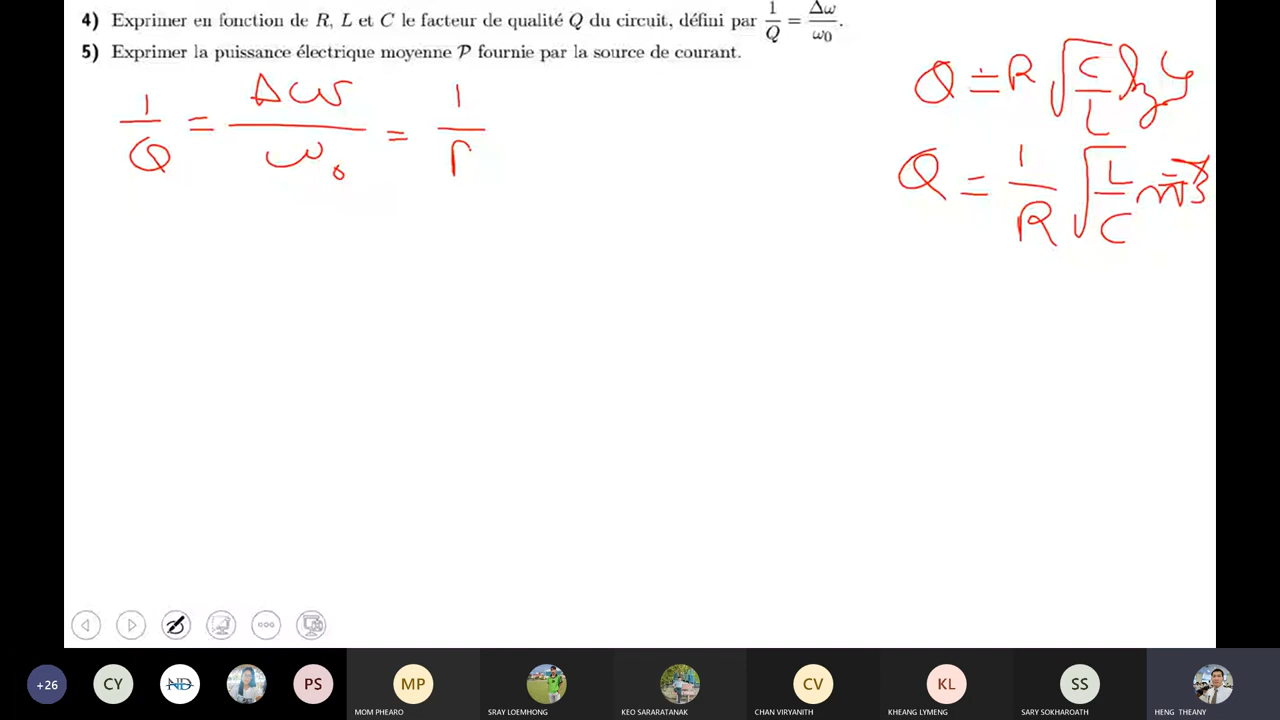 4) Exprimer en fonction de R, L et C le facteur de qualité Q du circuit, défini par 1/Q = Δω/ω₀.
5) Exprimer la puissance électrique moyenne P fournie par la source de courant.
1/Q = Δω/ω₀ = 1/
Q = R √(C/L)
Q = 1/R √(L/C)
+26 CY ND PS MP CV KL SS
MOM PHEARO SRAY LOEMHONG KEO SARARATANAK CHAN VIRYANITH KHEANG LYMENG SARY SOKHAROATH HENG THEANY